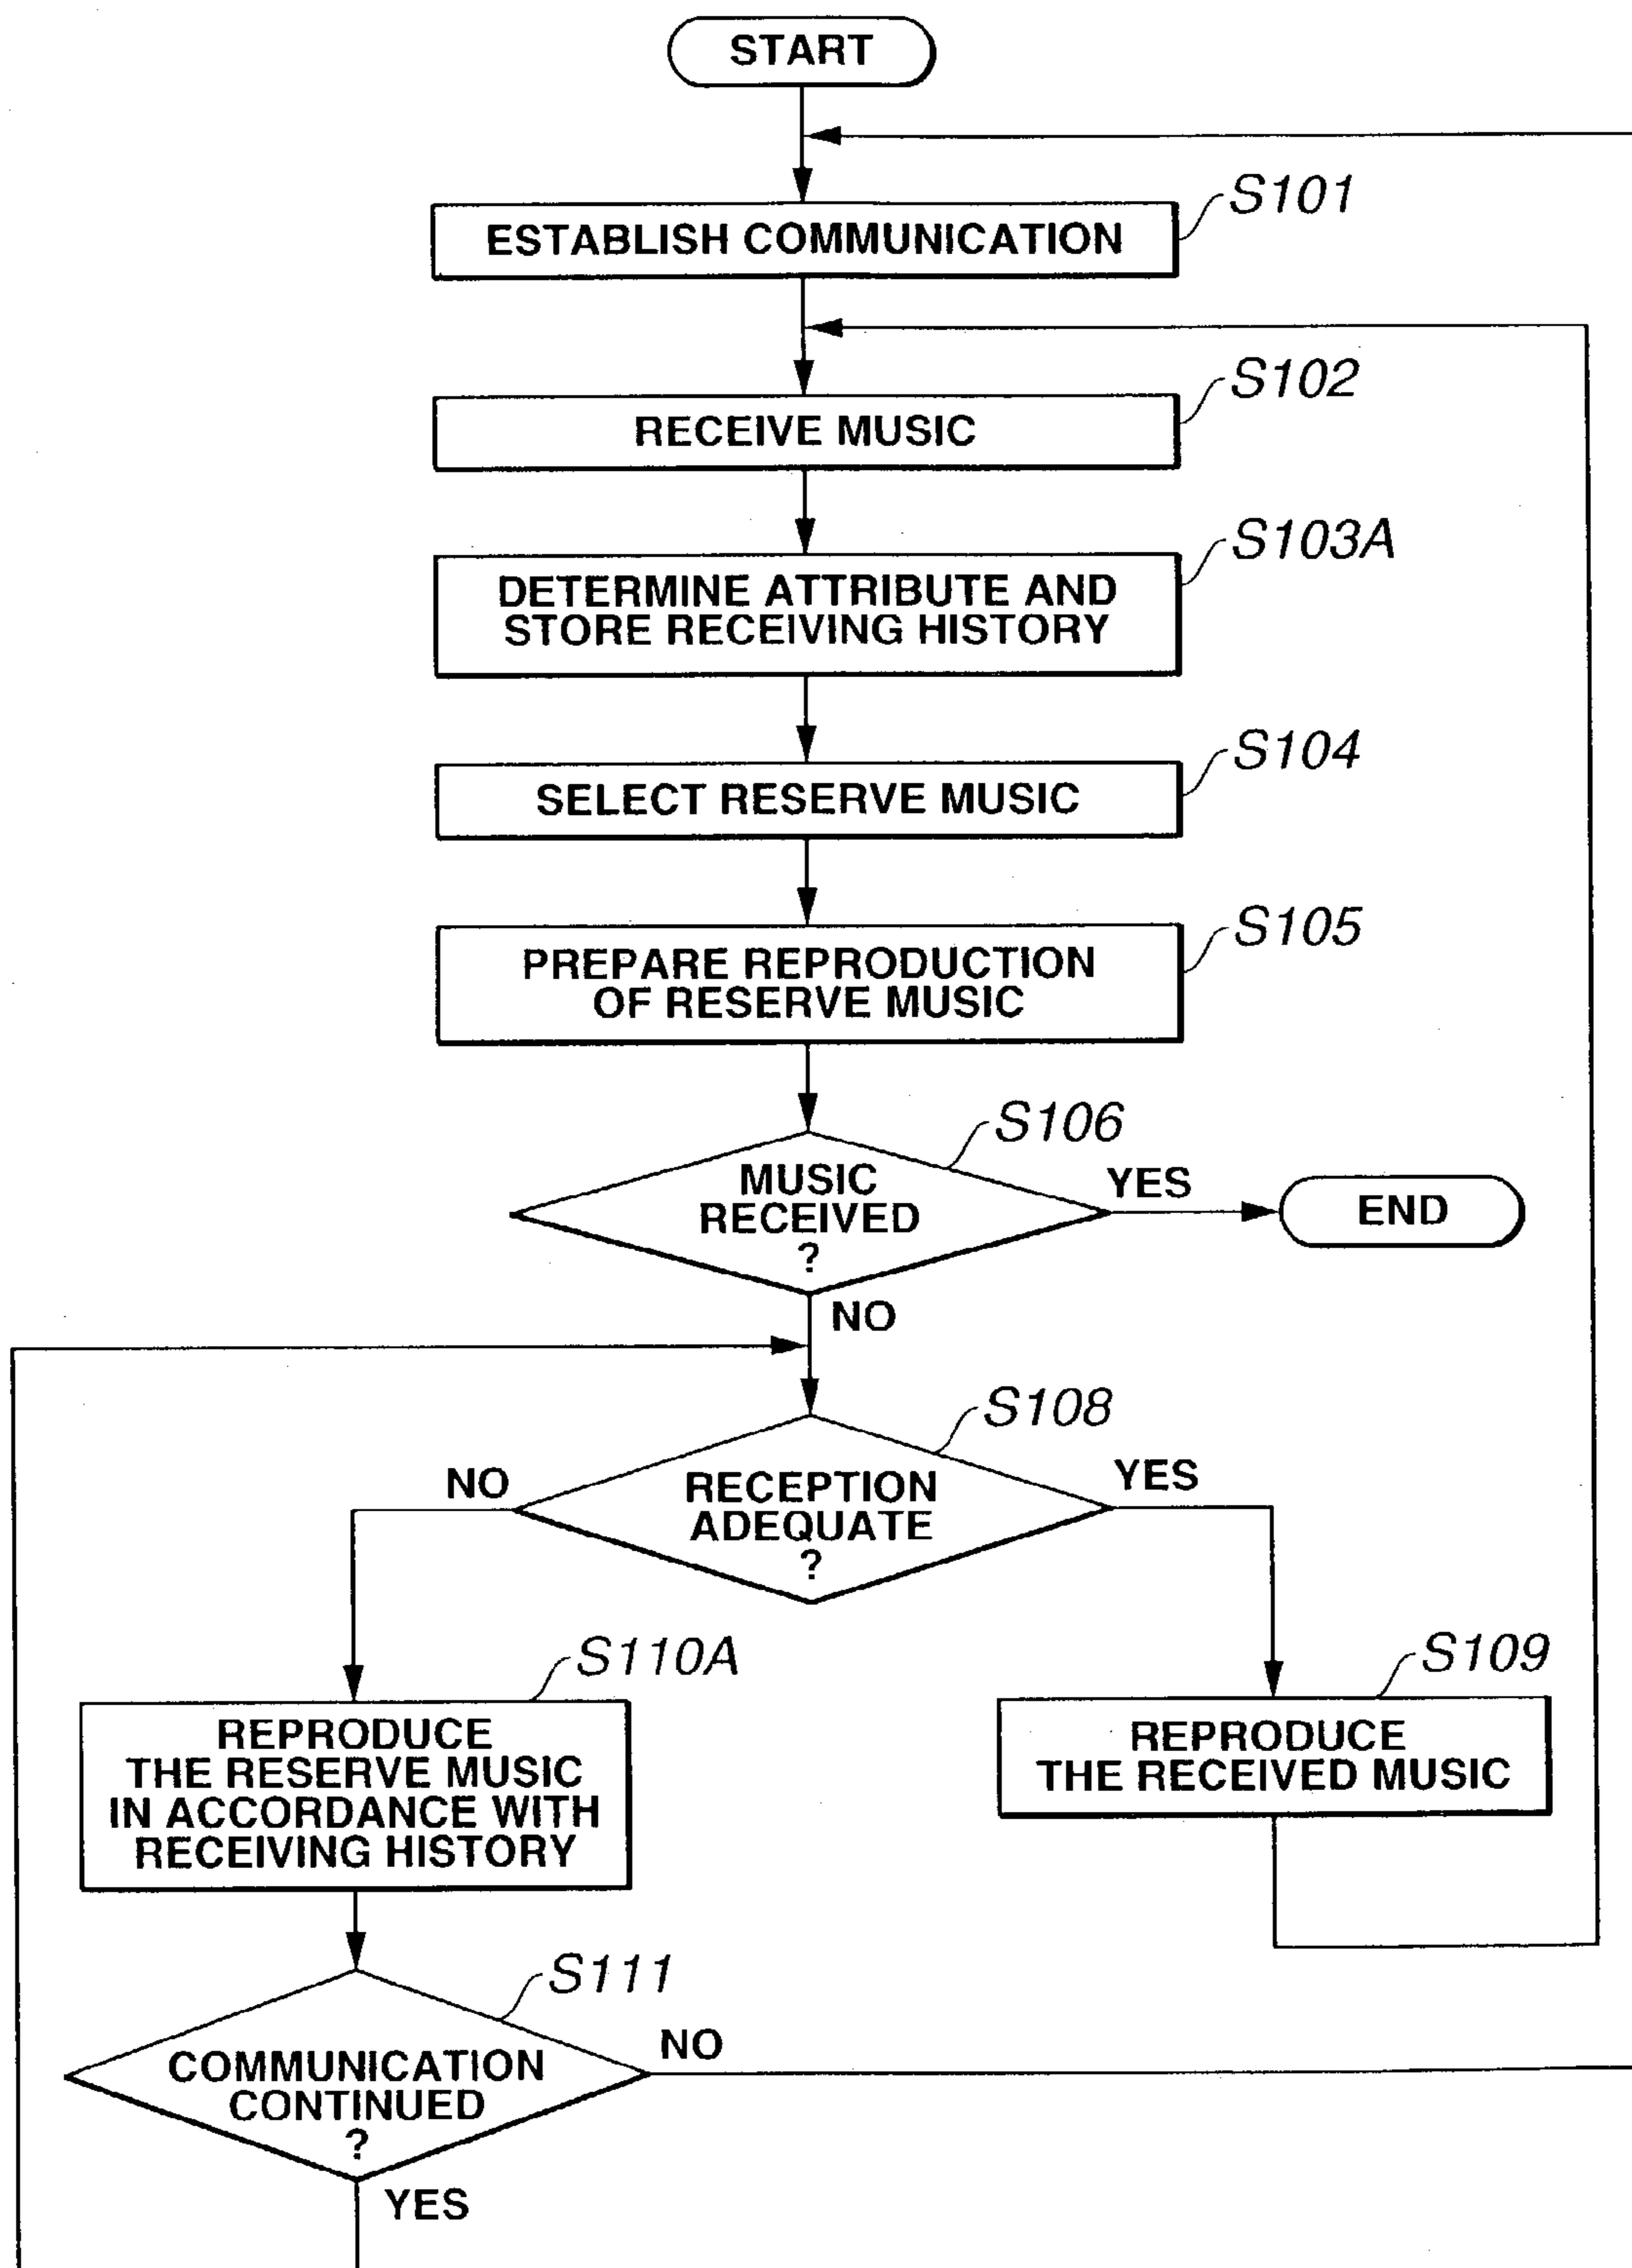 START
S101
ESTABLISH COMMUNICATION
S102
RECEIVE MUSIC
S103A
DETERMINE ATTRIBUTE AND
STORE RECEIVING HISTORY
S104
SELECT RESERVE MUSIC
S105
PREPARE REPRODUCTION
OF RESERVE MUSIC
S106
MUSIC
RECEIVED
?
YES
END
NO
S108
RECEPTION
ADEQUATE
?
NO
YES
S110A
REPRODUCE
THE RESERVE MUSIC
IN ACCORDANCE WITH
RECEIVING HISTORY
S109
REPRODUCE
THE RECEIVED MUSIC
S111
COMMUNICATION
CONTINUED
?
NO
YES